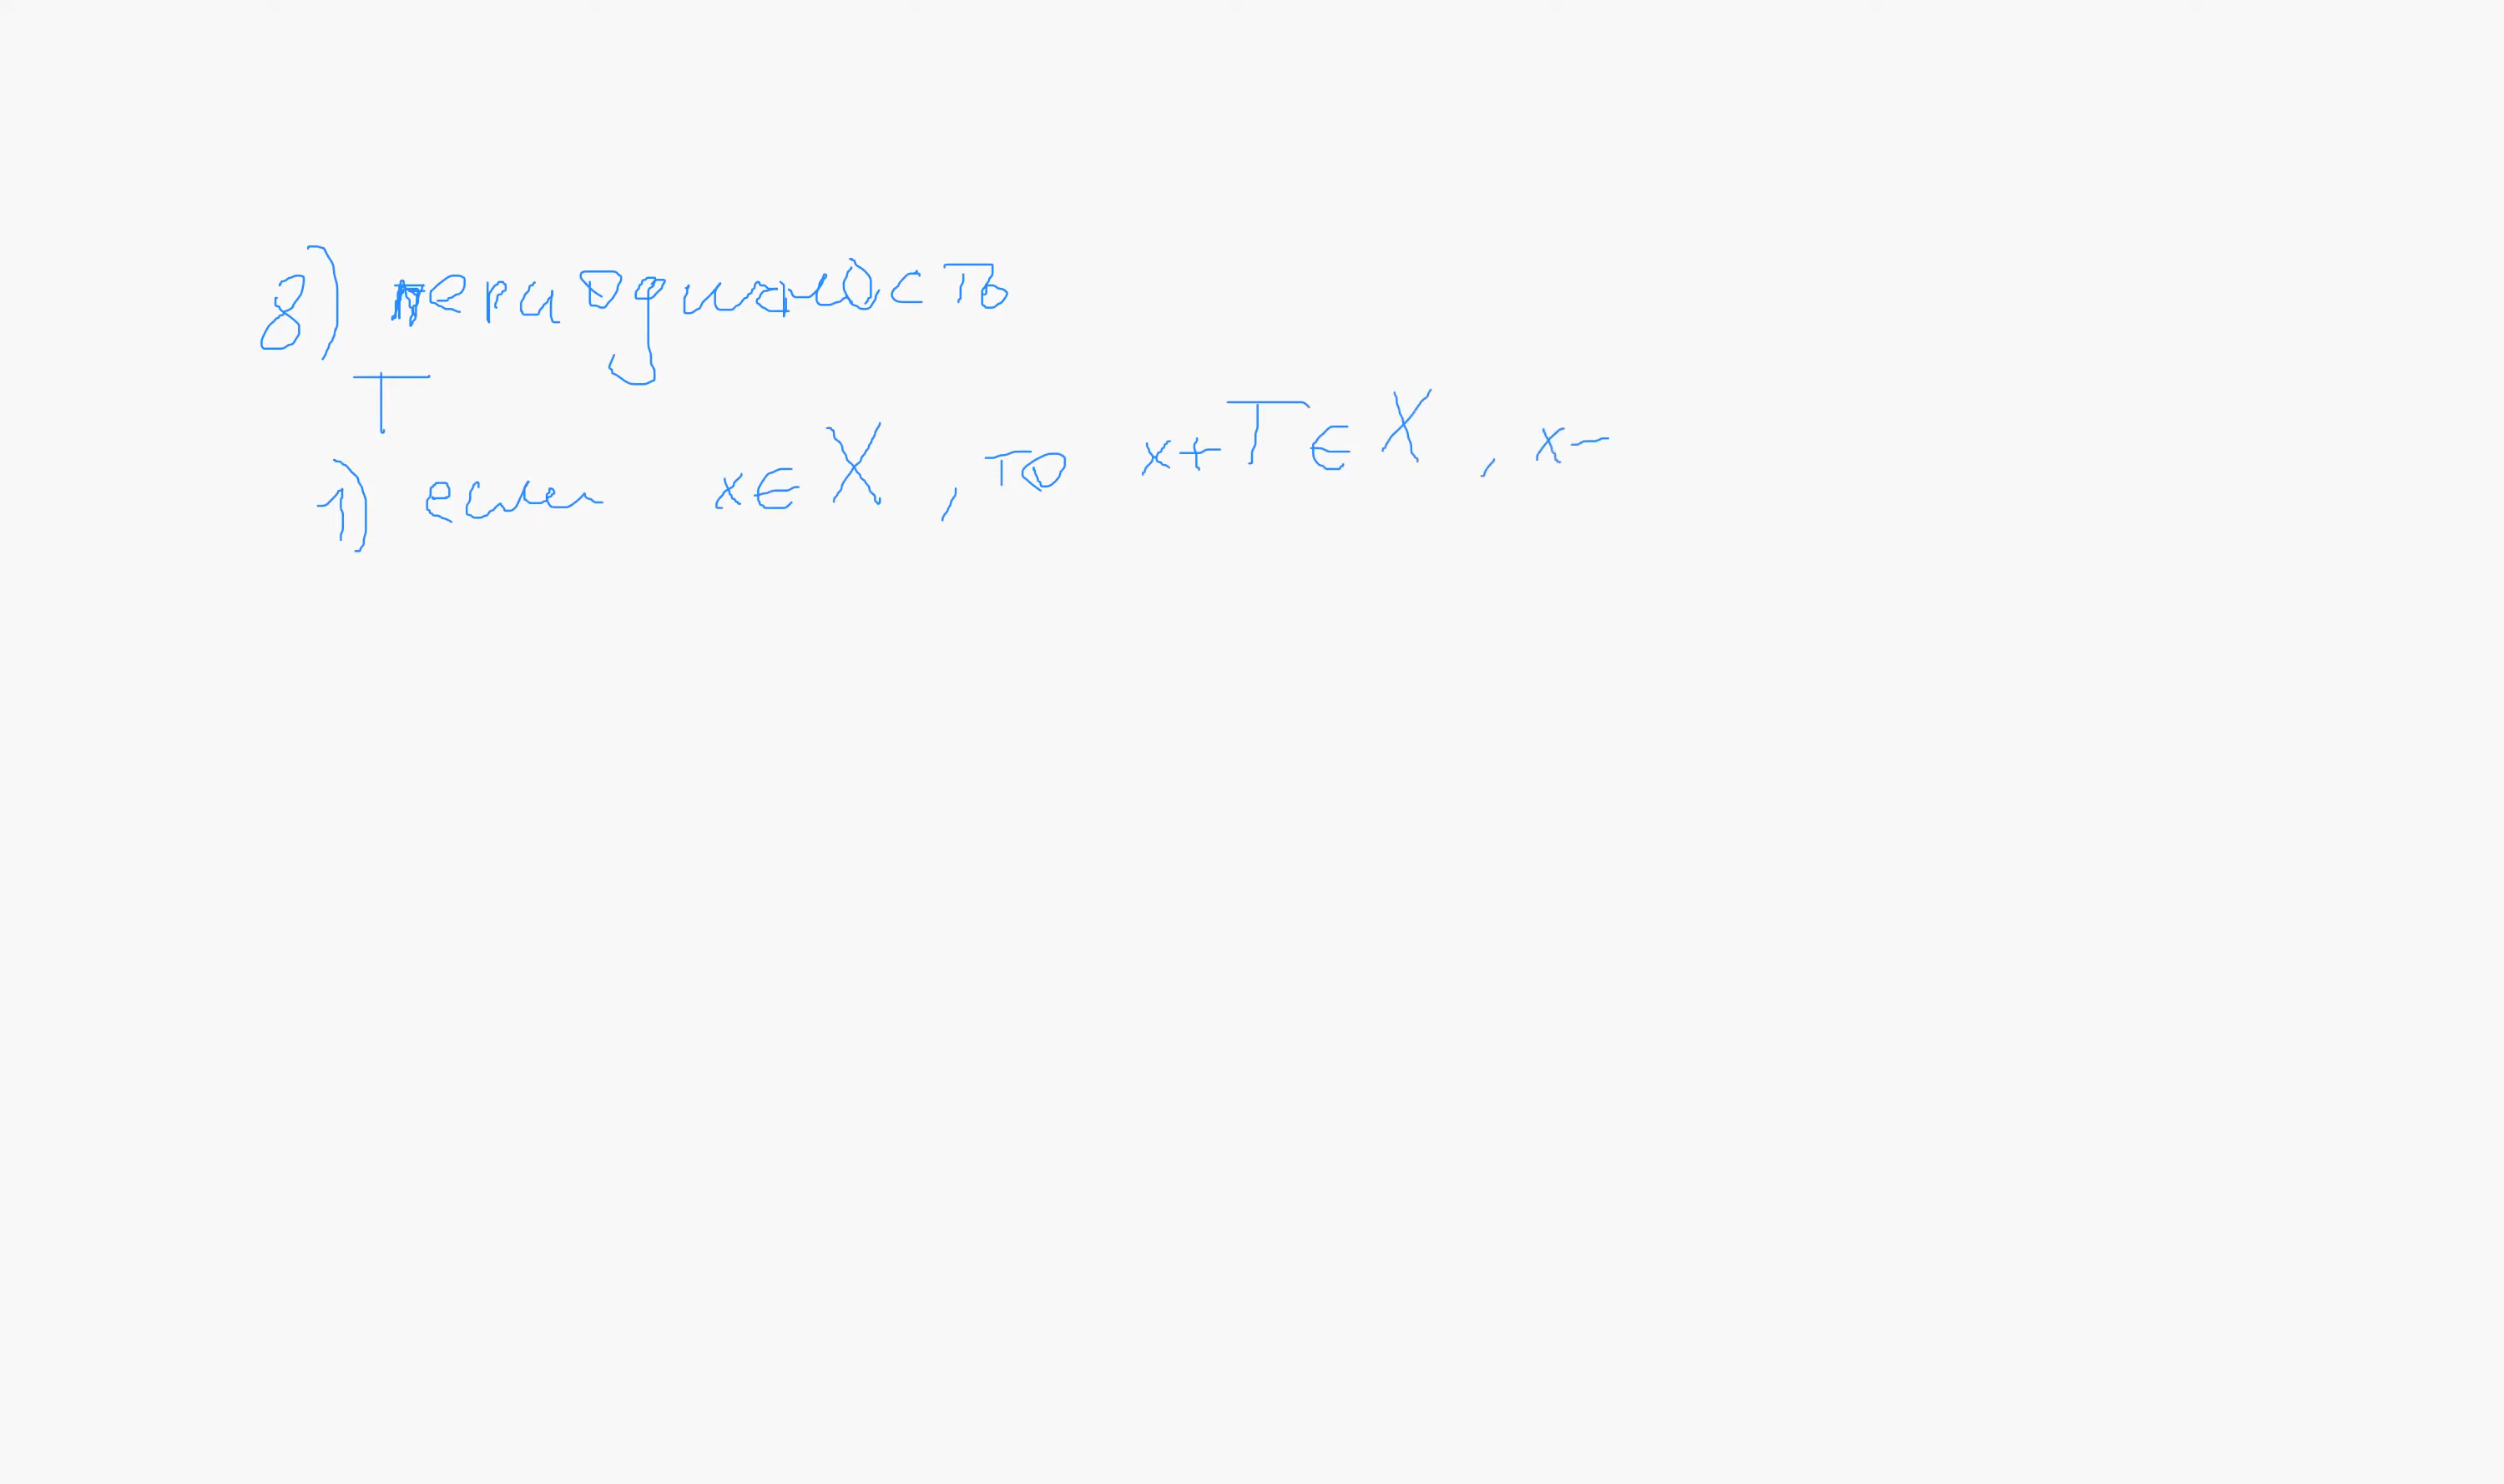 8) периодичность
T
1) если x ∈ X, то x+T ∈ X, x-